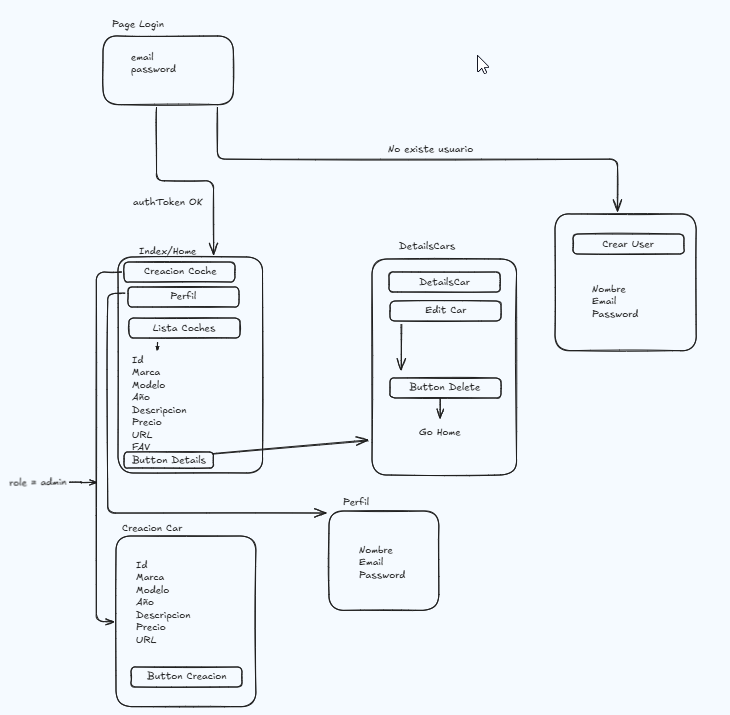 Page Login
email
password
No existe usuario
authToken OK
Crear User
Nombre
Email
Password
Index/Home
Creacion Coche
Perfil
Lista Coches
Id
Marca
Modelo
Año
Descripcion
Precio
URL
FAV
Button Details
DetailsCars
DetailsCar
Edit Car
Button Delete
Go Home
role = admin
Perfil
Nombre
Email
Password
Creacion Car
Id
Marca
Modelo
Año
Descripcion
Precio
URL
Button Creacion